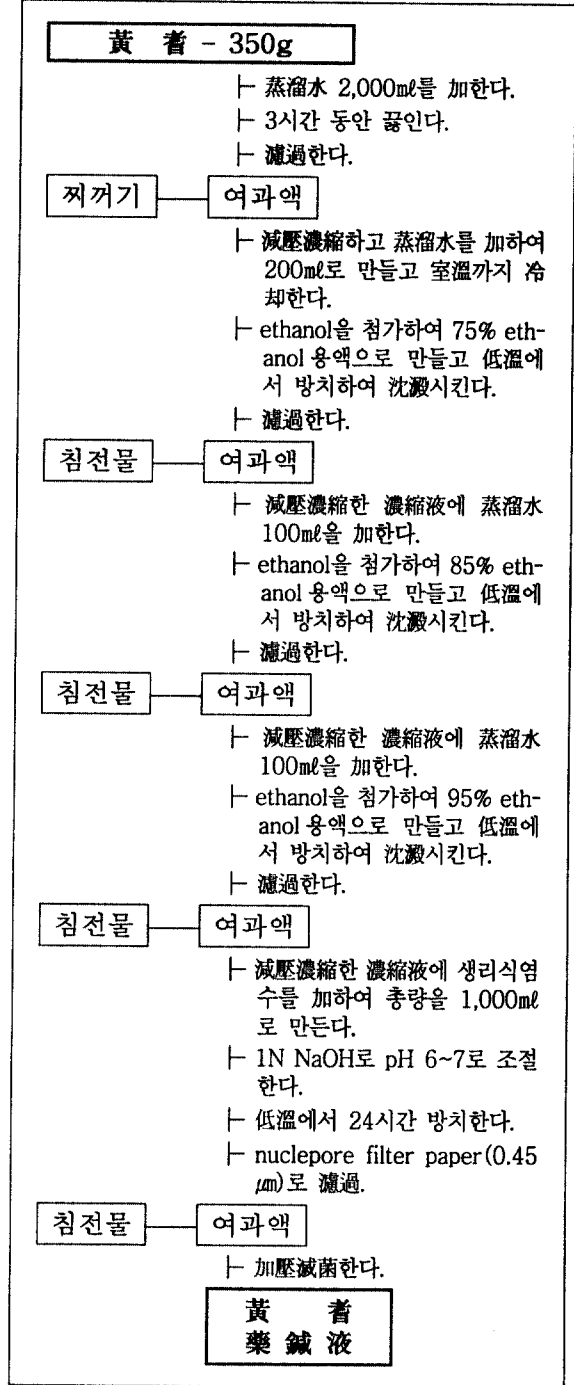 黃 耆 - 350g
├ 蒸溜水 2,000㎖를 加한다.
├ 3시간 동안 끓인다.
├ 濾過한다.
찌꺼기 여과액
├ 減壓濃縮하고 蒸溜水를 加하여
200㎖로 만들고 室溫까지 冷
却한다.
├ ethanol을 첨가하여 75% eth-
anol 용액으로 만들고 低溫에
서 방치하여 沈澱시킨다.
├ 濾過한다.
침전물 여과액
├ 減壓濃縮한 濃縮液에 蒸溜水
100㎖을 加한다.
├ ethanol을 첨가하여 85% eth-
anol 용액으로 만들고 低溫에
서 방치하여 沈澱시킨다.
├ 濾過한다.
침전물 여과액
├ 減壓濃縮한 濃縮液에 蒸溜水
100㎖을 加한다.
├ ethanol을 첨가하여 95% eth-
anol 용액으로 만들고 低溫에
서 방치하여 沈澱시킨다.
├ 濾過한다.
침전물 여과액
├ 減壓濃縮한 濃縮液에 생리식염
수를 加하여 총량을 1,000㎖
로 만든다.
├ 1N NaOH로 pH 6~7로 조절
한다.
├ 低溫에서 24시간 방치한다.
├ nuclepore filter paper(0.45
㎛)로 濾過.
침전물 여과액
├ 加壓滅菌한다.
黃 耆
藥 鍼 液